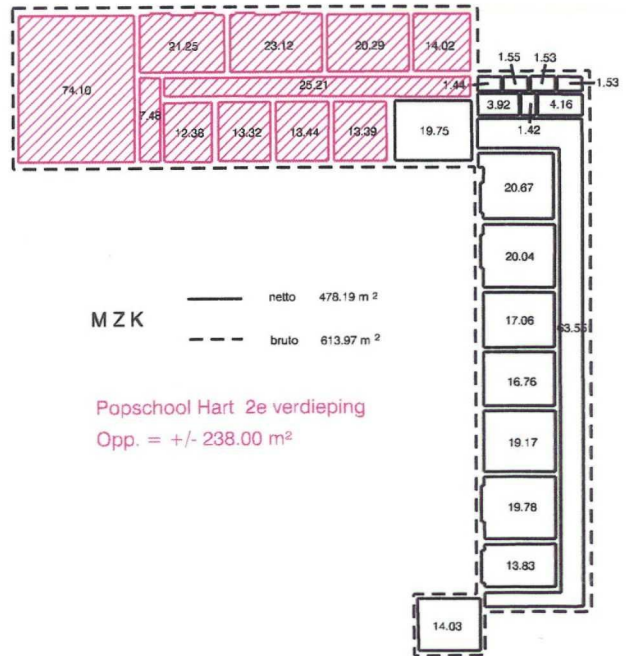 21.25 23.12 20.29 14.02
1.55 1.53
74.10 25.21 1.44 1.53
7.48 3.92 4.16
12.36 13.32 13.44 13.39 19.75 1.42
20.67
20.04
MZK netto 478.19 m²
17.06 63.55
bruto 613.97 m²
16.76
Popschool Hart 2e verdieping
Opp. = +/- 238.00 m²
19.17
19.78
13.83
14.03